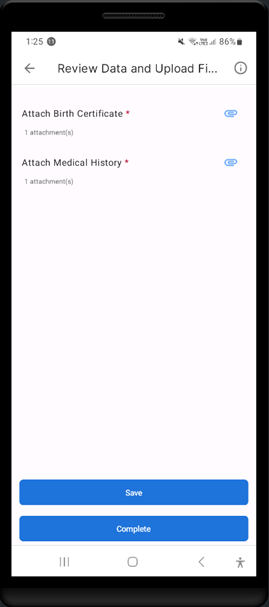 1:25 11 86%
Review Data and Upload Fi...
Attach Birth Certificate *
1 attachment(s)
Attach Medical History *
1 attachment(s)
Save
Complete